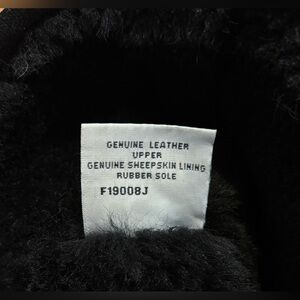 GENUINE LEATHER
UPPER
GENUINE SHEEPSKIN LINING
RUBBER SOLE
F19008J